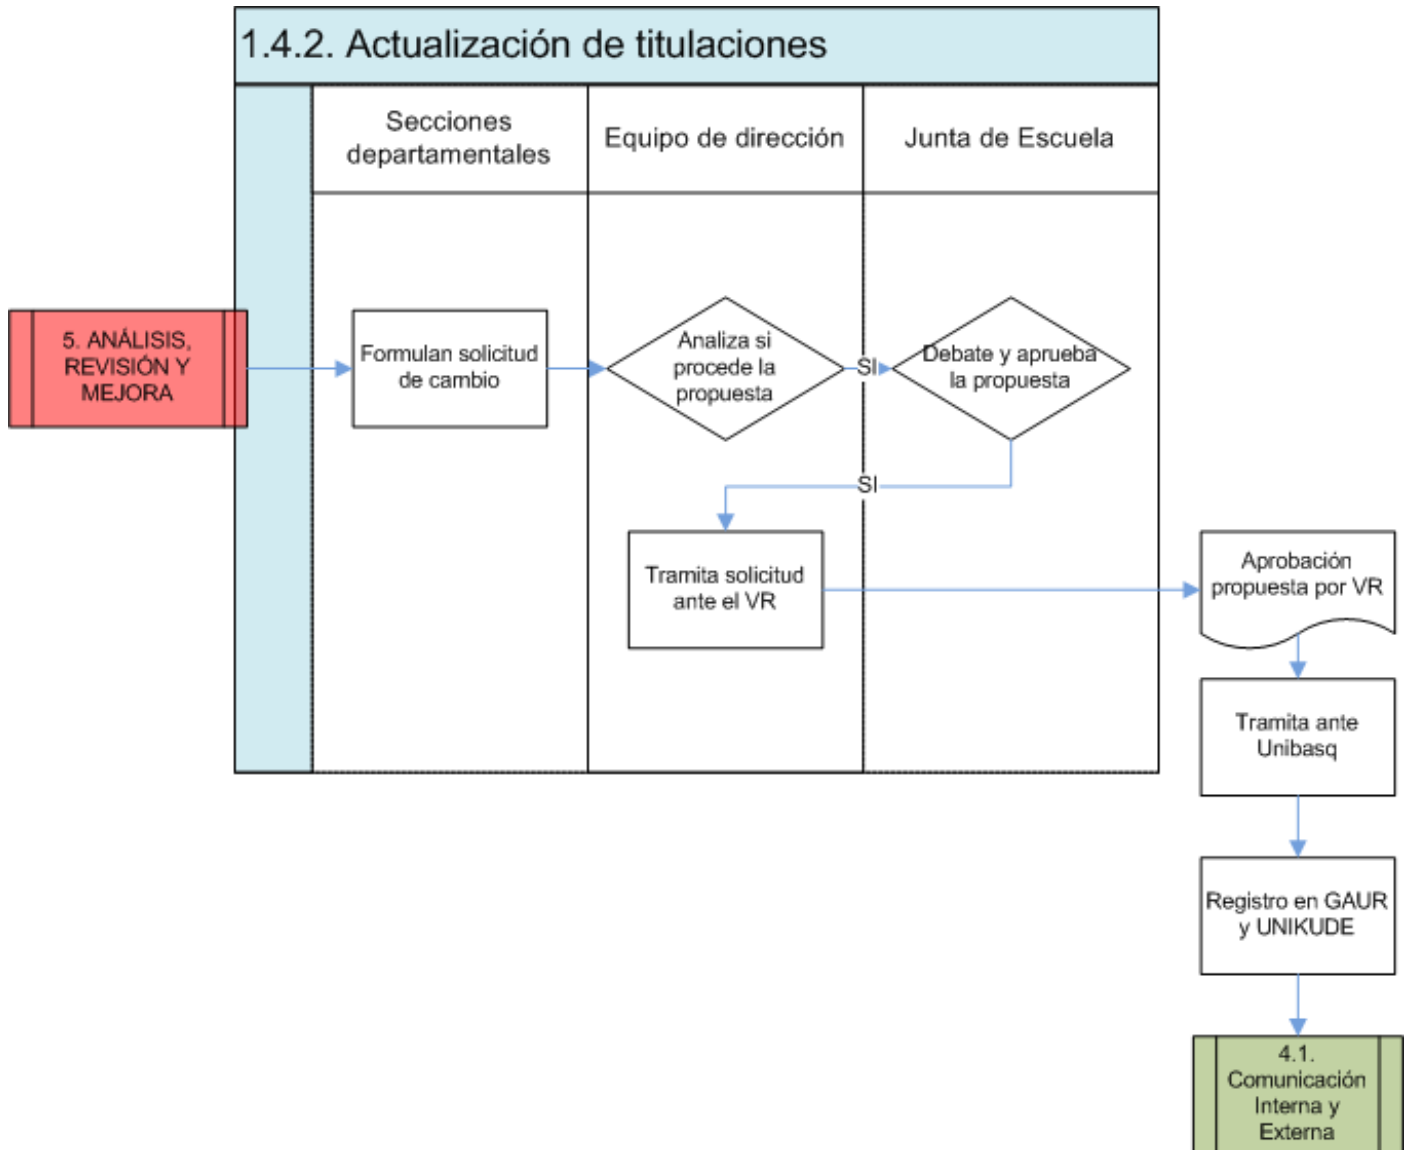 1.4.2. Actualización de titulaciones
Secciones
departamentales
Equipo de dirección
Junta de Escuela
5. ANÁLISIS,
REVISIÓN Y
MEJORA
Formulan solicitud
de cambio
Analiza si
procede la
propuesta
SI
Debate y aprueba
la propuesta
SI
Tramita solicitud
ante el VR
Aprobación
propuesta por VR
Tramita ante
Unibasq
Registro en GAUR
y UNIKUDE
4.1.
Comunicación
Interna y
Externa